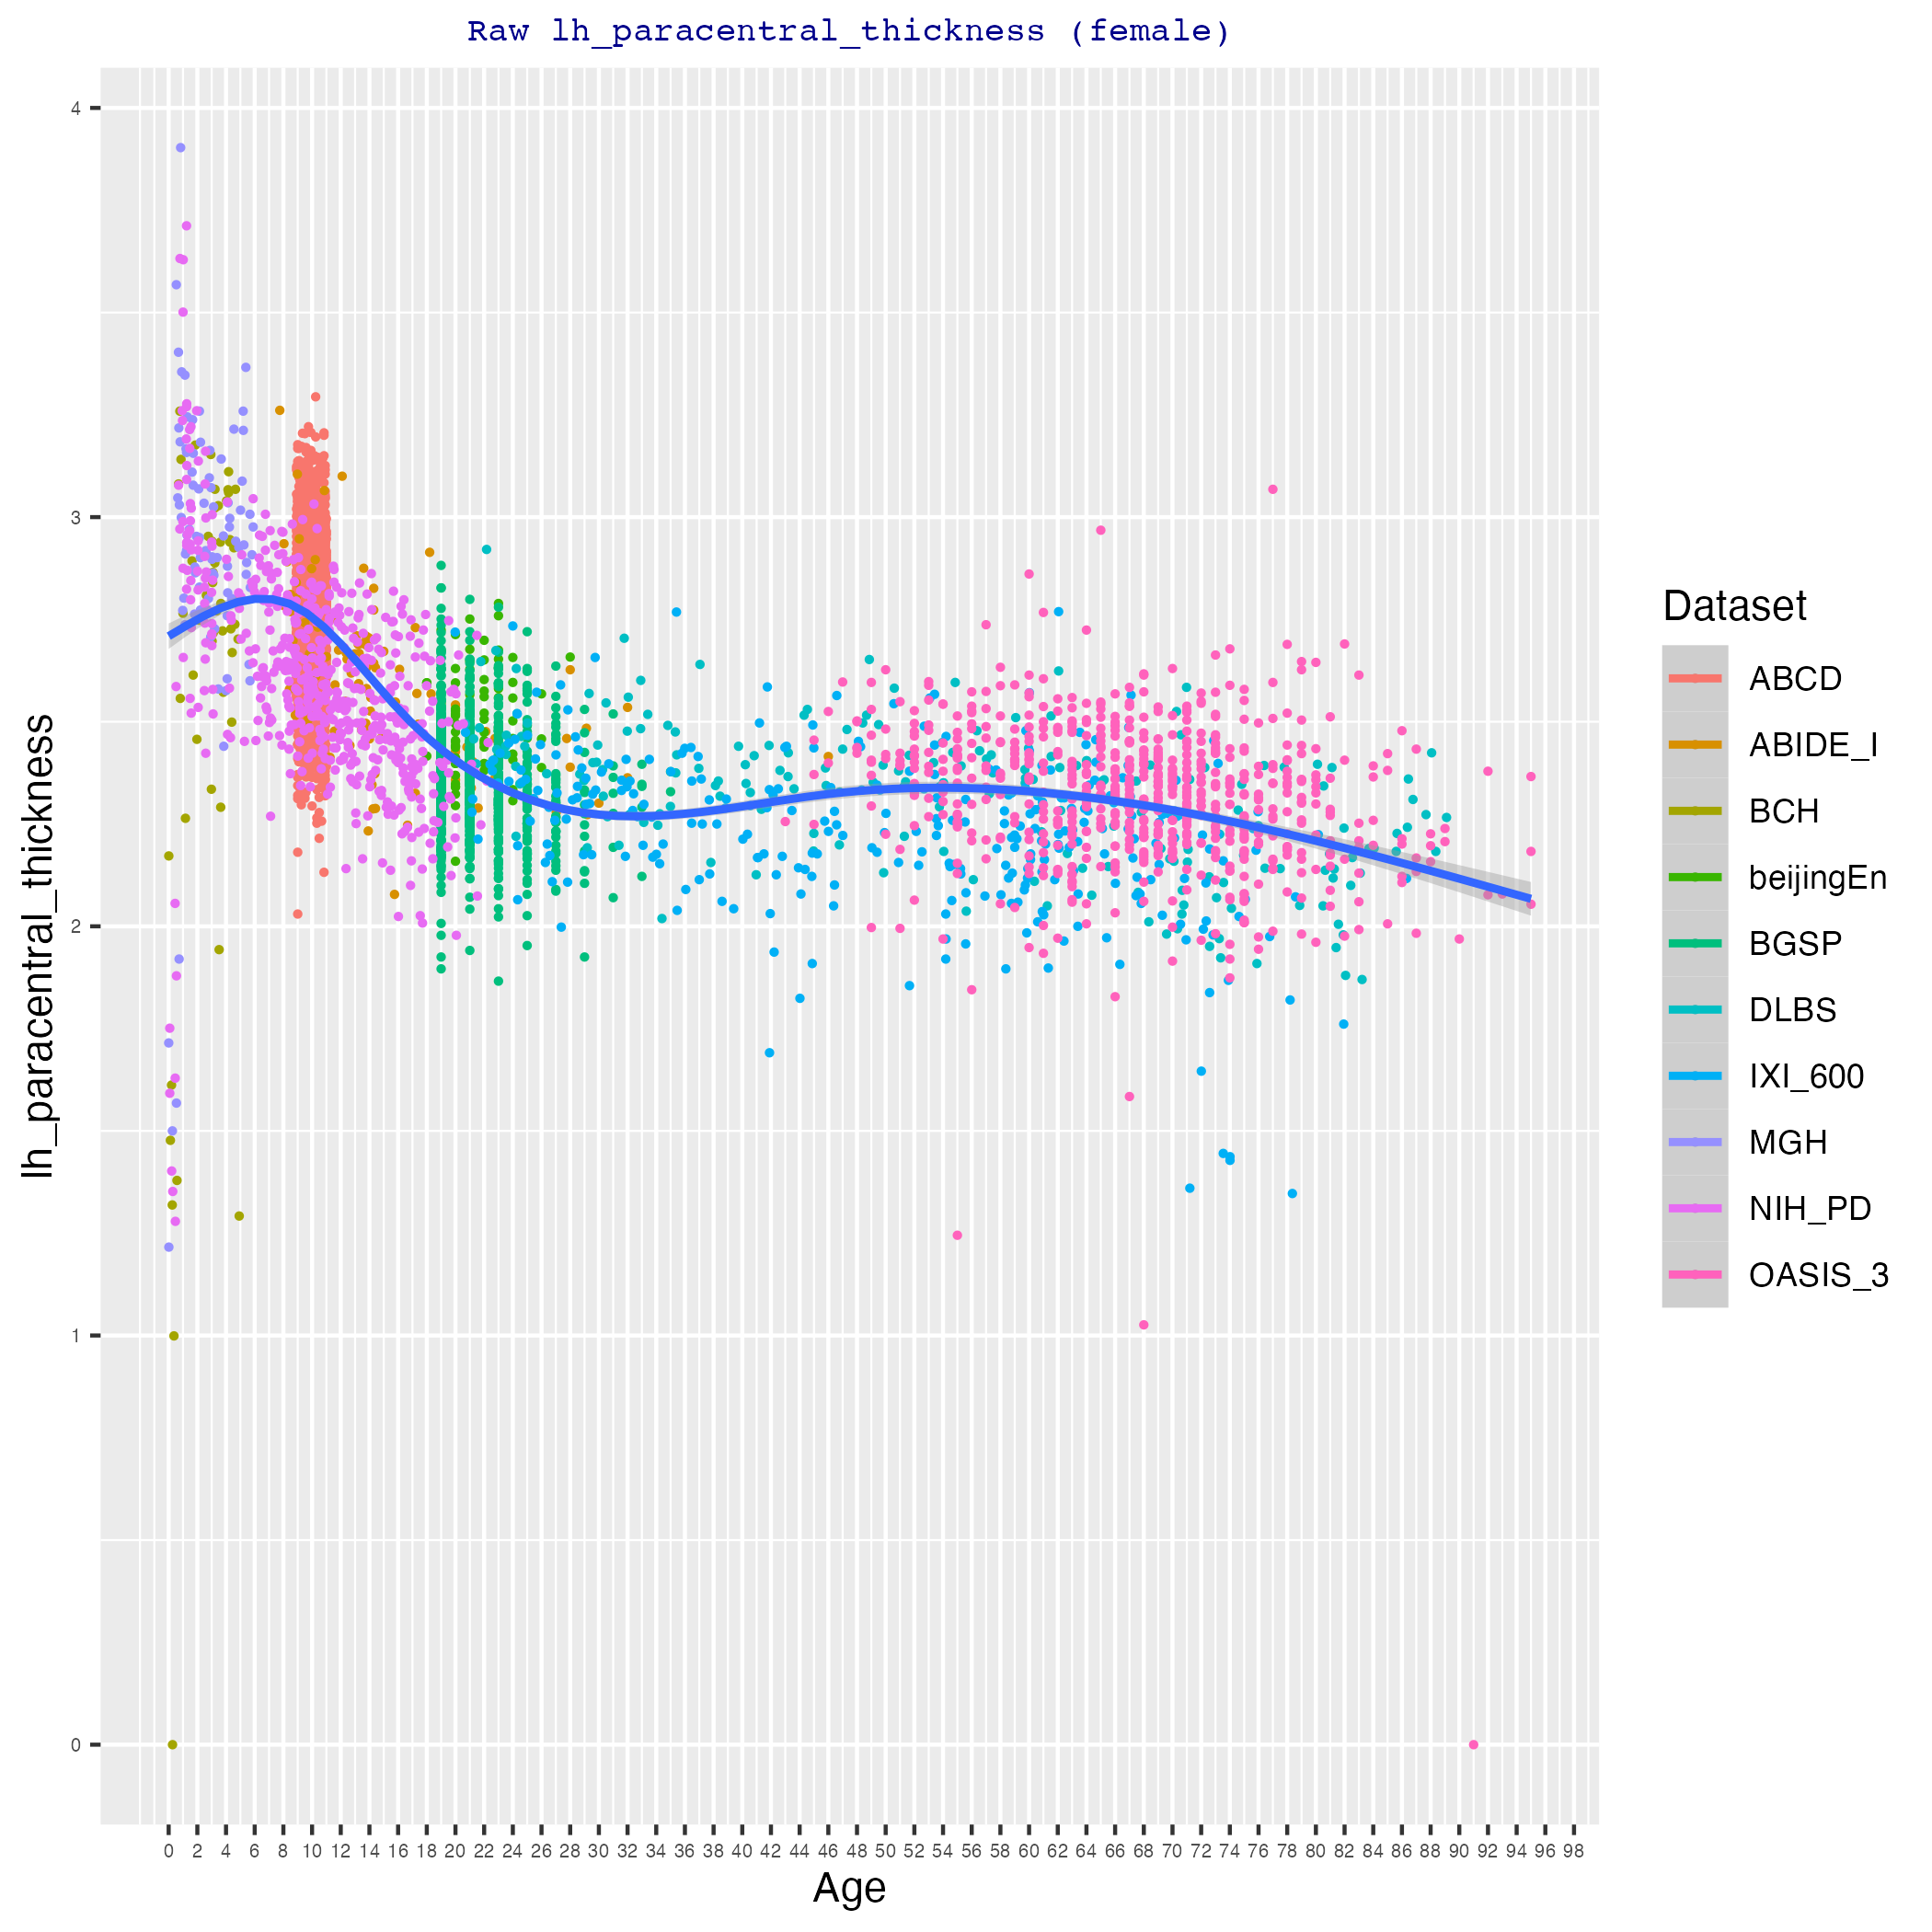 Raw lh_paracentral_thickness (female)
4
3
2
1
0
lh_paracentral_thickness
0 2 4 6 8 10 12 14 16 18 20 22 24 26 28 30 32 34 36 38 40 42 44 46 48 50 52 54 56 58 60 62 64 66 68 70 72 74 76 78 80 82 84 86 88 90 92 94 96 98
Age
Dataset
ABCD
ABIDE_I
BCH
beijingEn
BGSP
DLBS
IXI_600
MGH
NIH_PD
OASIS_3